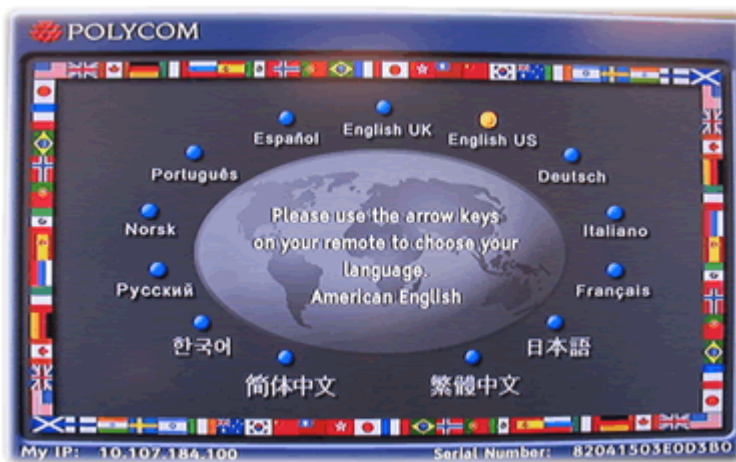 POLYCOM
English UK
English US
Español
Deutsch
Português
Italiano
Norsk
Français
Русский
日本語
한국어
繁體中文
简体中文
Please use the arrow keys
on your remote to choose your
language.
American English
My IP: 10.107.184.100
Serial Number: 82041503E0D3B0